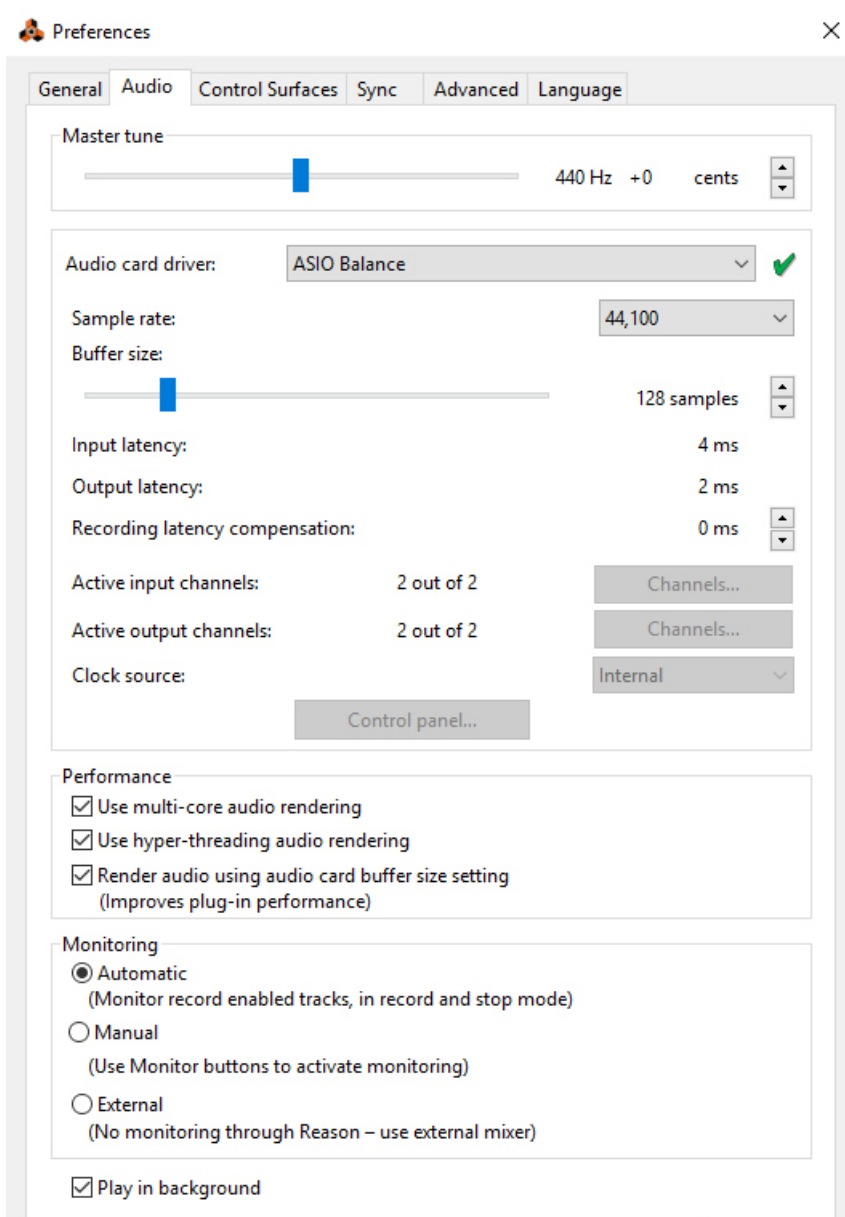 Preferences
General Audio Control Surfaces Sync Advanced Language
Master tune
440 Hz +0 cents
Audio card driver: ASIO Balance
Sample rate: 44,100
Buffer size:
128 samples
Input latency: 4 ms
Output latency: 2 ms
Recording latency compensation: 0 ms
Active input channels: 2 out of 2 Channels...
Active output channels: 2 out of 2 Channels...
Clock source: Internal
Control panel...
Performance
Use multi-core audio rendering
Use hyper-threading audio rendering
Render audio using audio card buffer size setting
(Improves plug-in performance)
Monitoring
Automatic
(Monitor record enabled tracks, in record and stop mode)
Manual
(Use Monitor buttons to activate monitoring)
External
(No monitoring through Reason – use external mixer)
Play in background